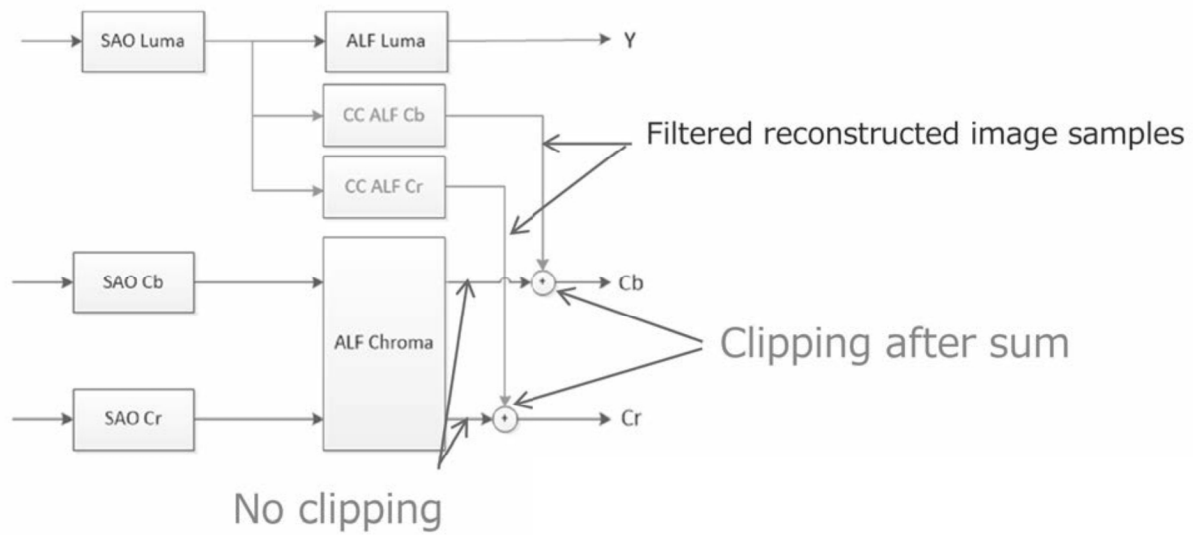 SAO Luma
ALF Luma
Y
CC ALF Cb
Filtered reconstructed image samples
CC ALF Cr
SAO Cb
+
Cb
ALF Chroma
Clipping after sum
SAO Cr
+
Cr
No clipping